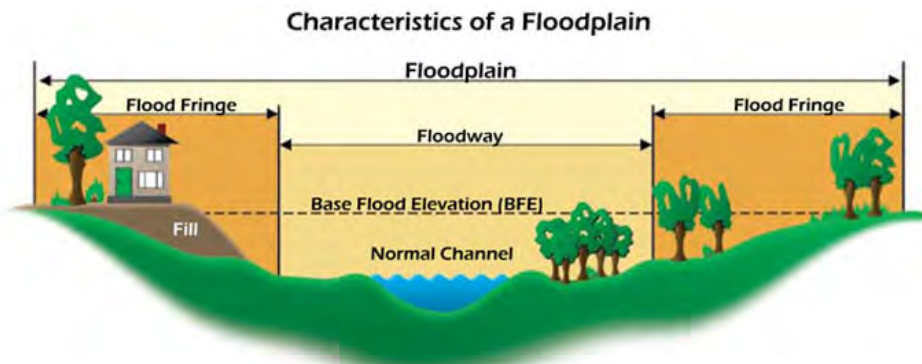 Characteristics of a Floodplain
Floodplain
Flood Fringe
Flood Fringe
Floodway
Base Flood Elevation (BFE)
Fill
Normal Channel